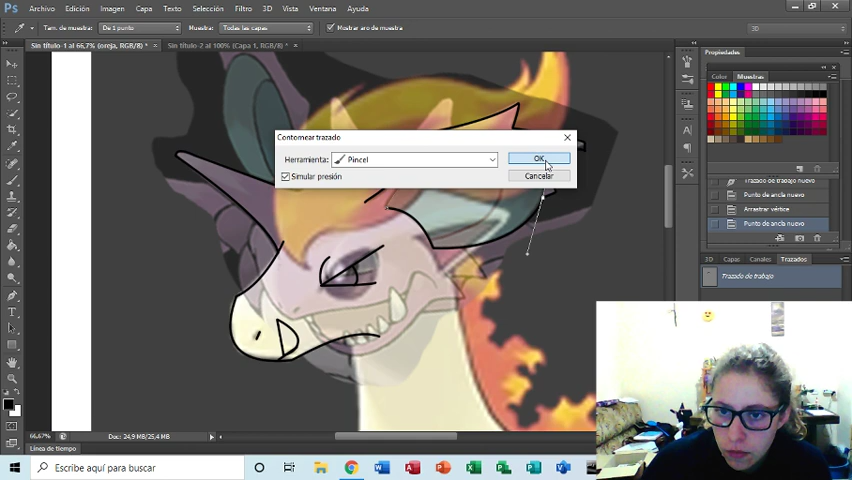 Ps Archivo Edición Imagen Capa Texto Selección Filtro 3D Vista Ventana Ayuda
Tam. de muestra: De 1 punto Muestra: Todas las capas Mostrar aro de muestra 3D
Sin título-1 al 66,7% (oreja, RGB/8) * × Sin título-2 al 100% (Capa 1, RGB/8) * ×
Propiedades
Color Muestras
Contornear trazado
Herramienta: Pincel OK
Simular presión Cancelar
Trazado de trabajo nuevo
Punto de ancla nuevo
Arrastrar vértice
Punto de ancla nuevo
3D Capas Canales Trazados
Trazado de trabajo
66,67% Doc: 24,9 MB/25,4 MB
Línea de tiempo
Escribe aquí para buscar